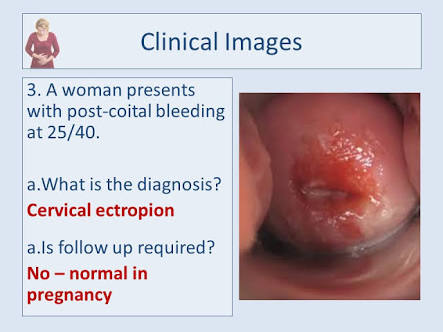 Clinical Images
3. A woman presents
with post-coital bleeding
at 25/40.
a.What is the diagnosis?
Cervical ectropion
a.Is follow up required?
No – normal in
pregnancy